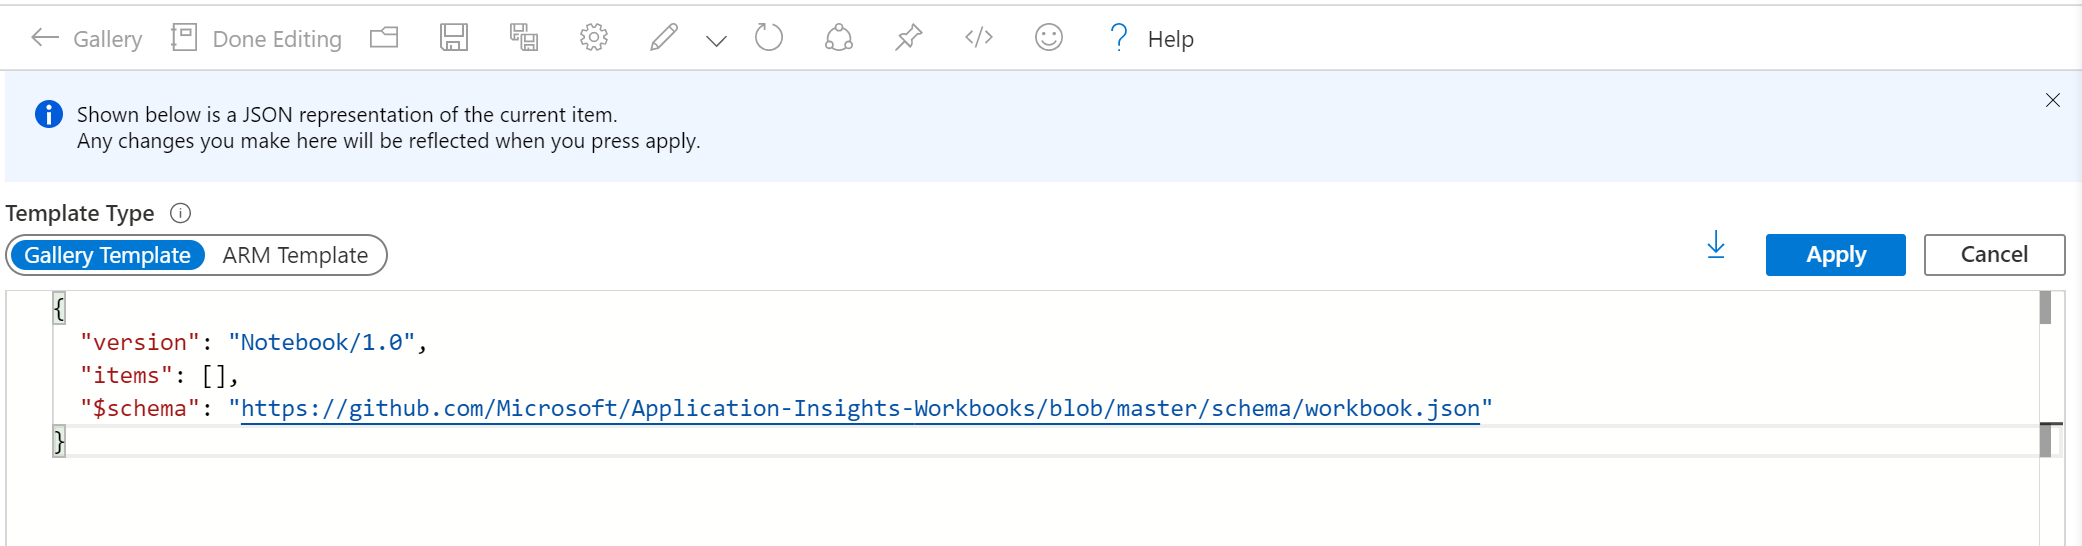 Gallery Done Editing Help
Shown below is a JSON representation of the current item.
Any changes you make here will be reflected when you press apply.
Template Type
Gallery Template ARM Template Apply Cancel
{
"version": "Notebook/1.0",
"items": [],
"$schema": "https://github.com/Microsoft/Application-Insights-Workbooks/blob/master/schema/workbook.json"
}